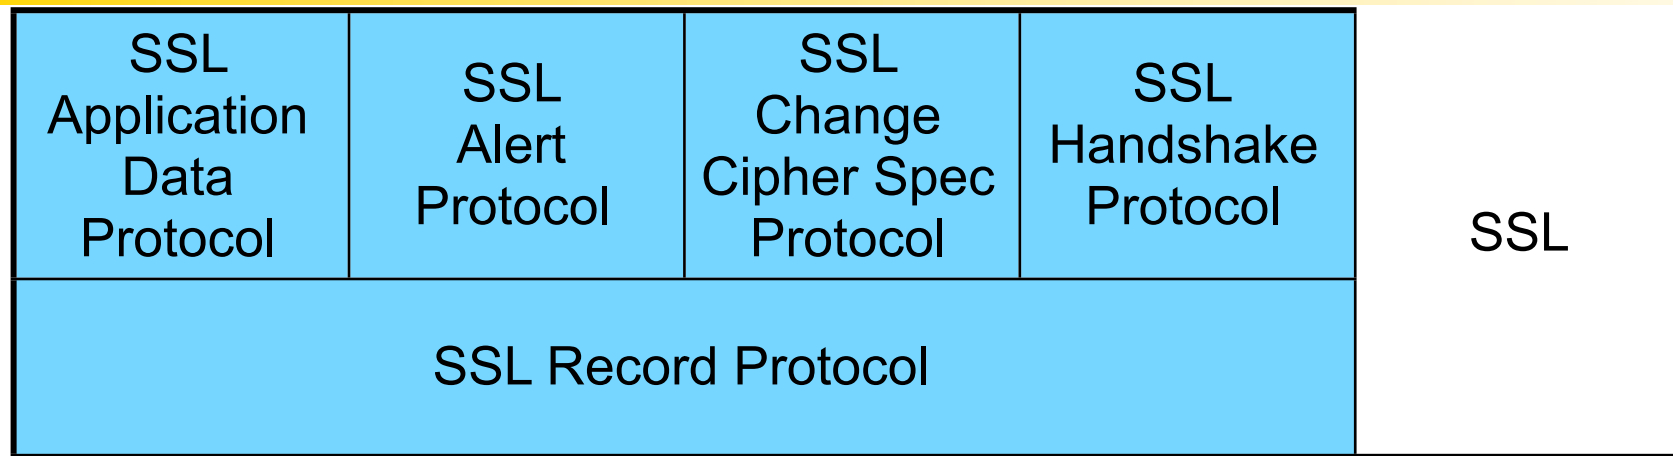 SSL
Application
Data
Protocol
SSL
Alert
Protocol
SSL
Change
Cipher Spec
Protocol
SSL
Handshake
Protocol
SSL
SSL Record Protocol